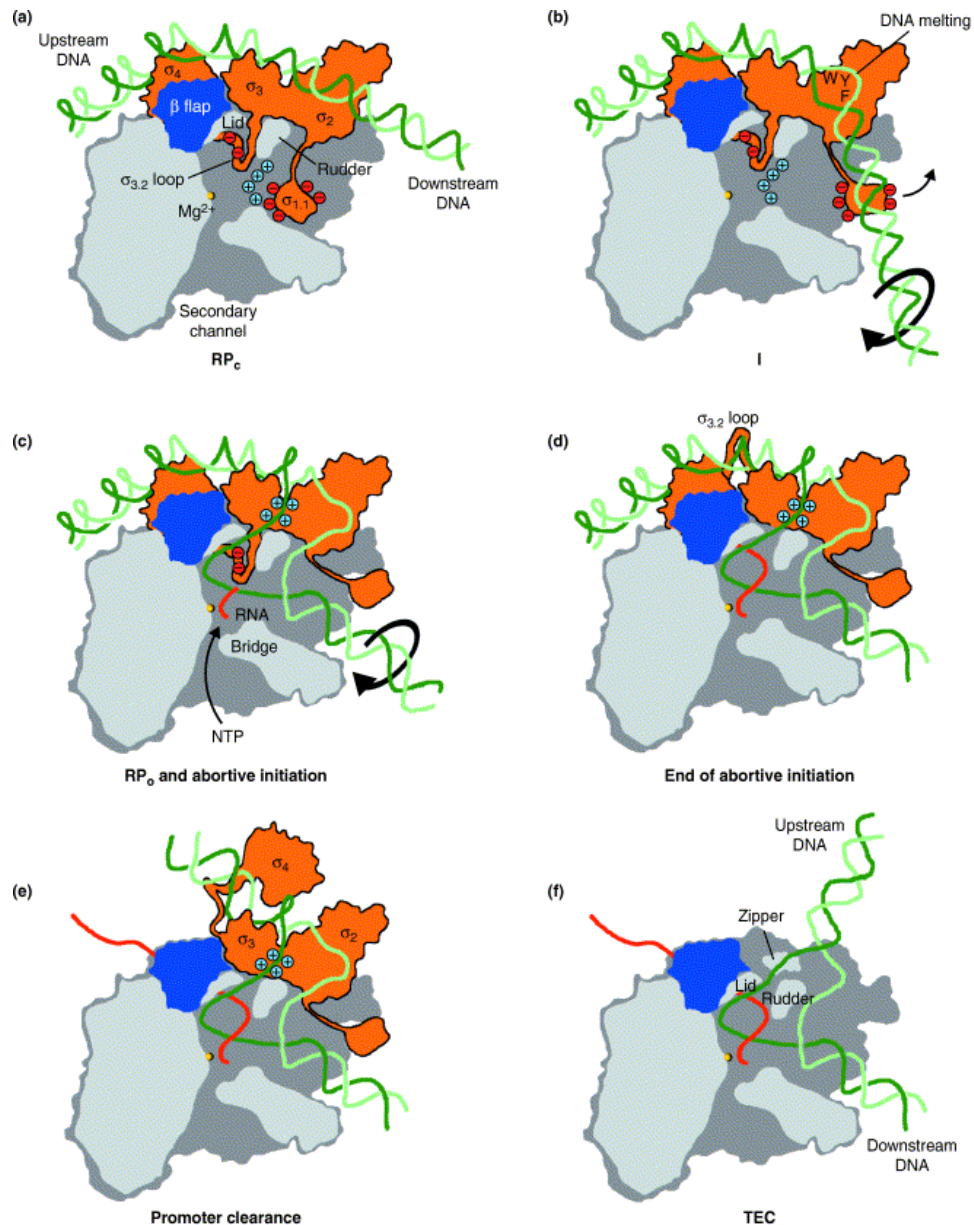 (a)
Upstream
DNA
σ4
β flap
σ3
Lid
σ2
Rudder
σ3.2 loop
σ1.1
Mg2+
Downstream
DNA
Secondary
channel
RPc
(b)
DNA melting
W Y
F
I
(c)
RNA
Bridge
NTP
RPo and abortive initiation
(d)
σ3.2 loop
End of abortive initiation
(e)
σ4
σ3
σ2
Promoter clearance
(f)
Upstream
DNA
Zipper
Lid
Rudder
Downstream
DNA
TEC